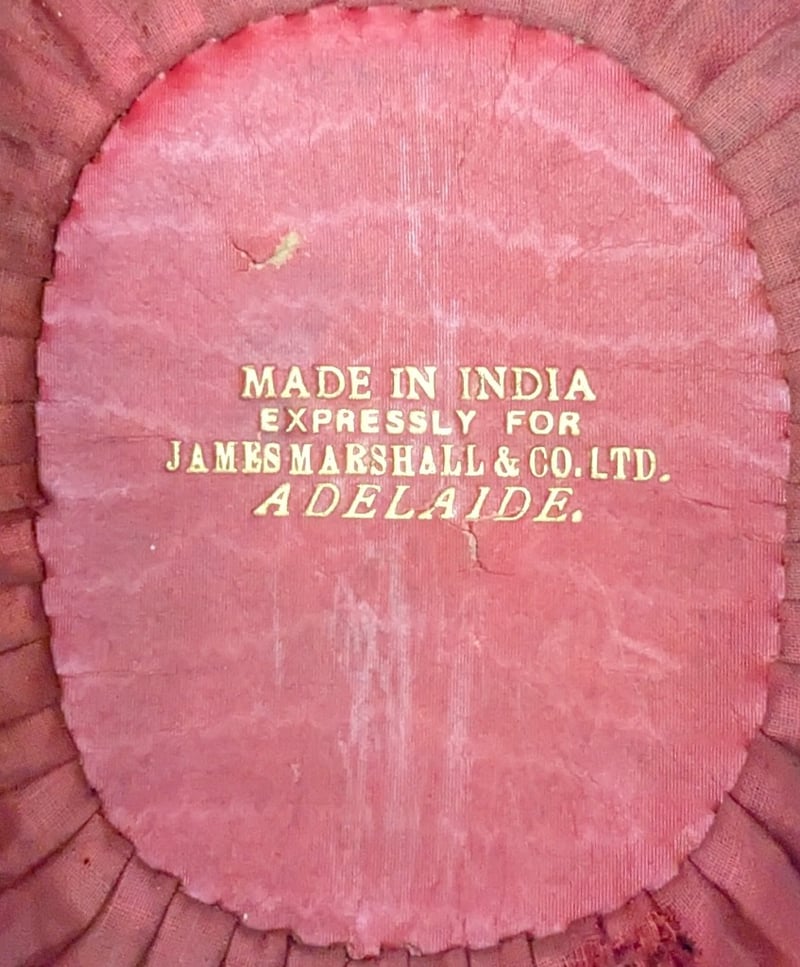 MADE IN INDIA
EXPRESSLY FOR
JAMES MARSHALL & CO. LTD.
ADELAIDE.